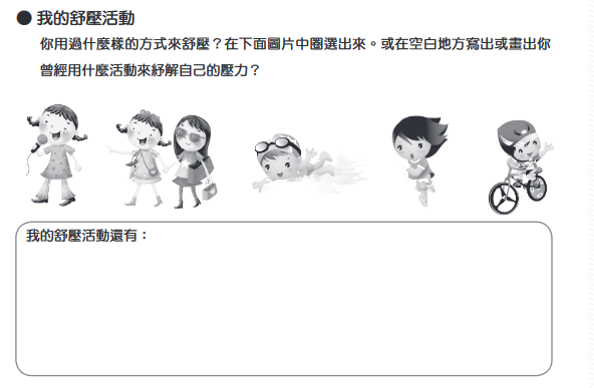 ● 我的舒壓活動
你用過什麼樣的方式來舒壓？在下面圖片中圈選出來。或在空白地方寫出或畫出你
曾經用什麼活動來紓解自己的壓力？
我的舒壓活動還有：